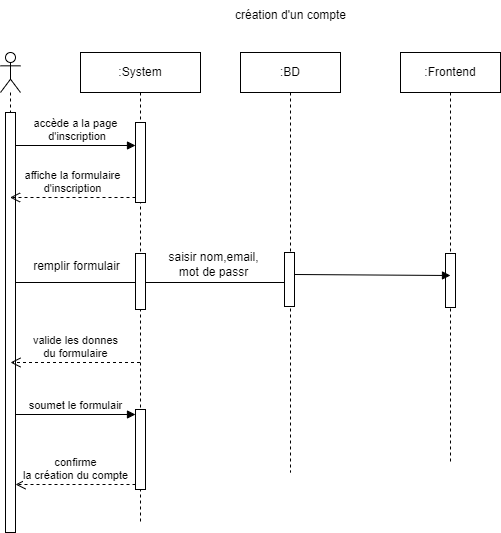 création d'un compte
:System
:BD
:Frontend
accède a la page
d'inscription
affiche la formulaire
d'inscription
remplir formulair
saisir nom,email,
mot de passr
valide les donnes
du formulaire
soumet le formulair
confirme
la création du compte